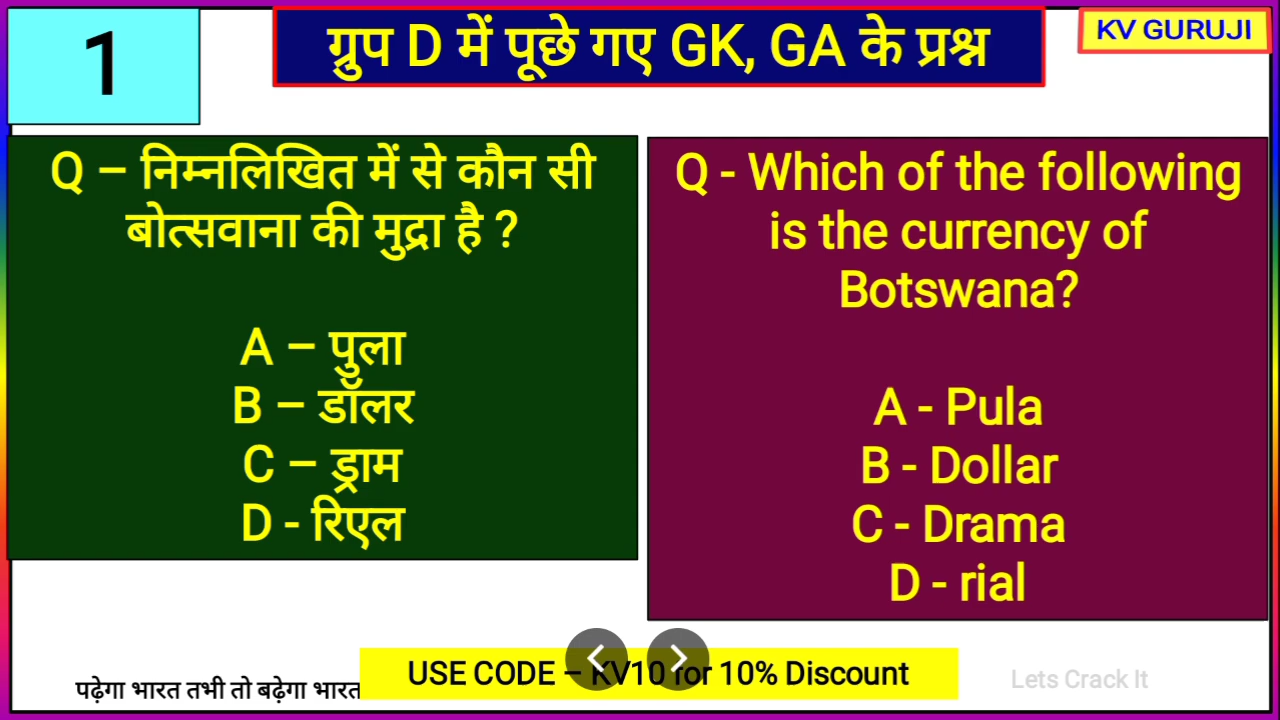 1
ग्रुप D में पूछे गए GK, GA के प्रश्न
KV GURUJI
Q – निम्नलिखित में से कौन सी
बोत्सवाना की मुद्रा है ?
A – पुला
B – डॉलर
C – ड्राम
D - रिएल
Q - Which of the following
is the currency of
Botswana?
A - Pula
B - Dollar
C - Drama
D - rial
पढ़ेगा भारत तभी तो बढ़ेगा भारत
USE CODE – KV10 for 10% Discount
Lets Crack It